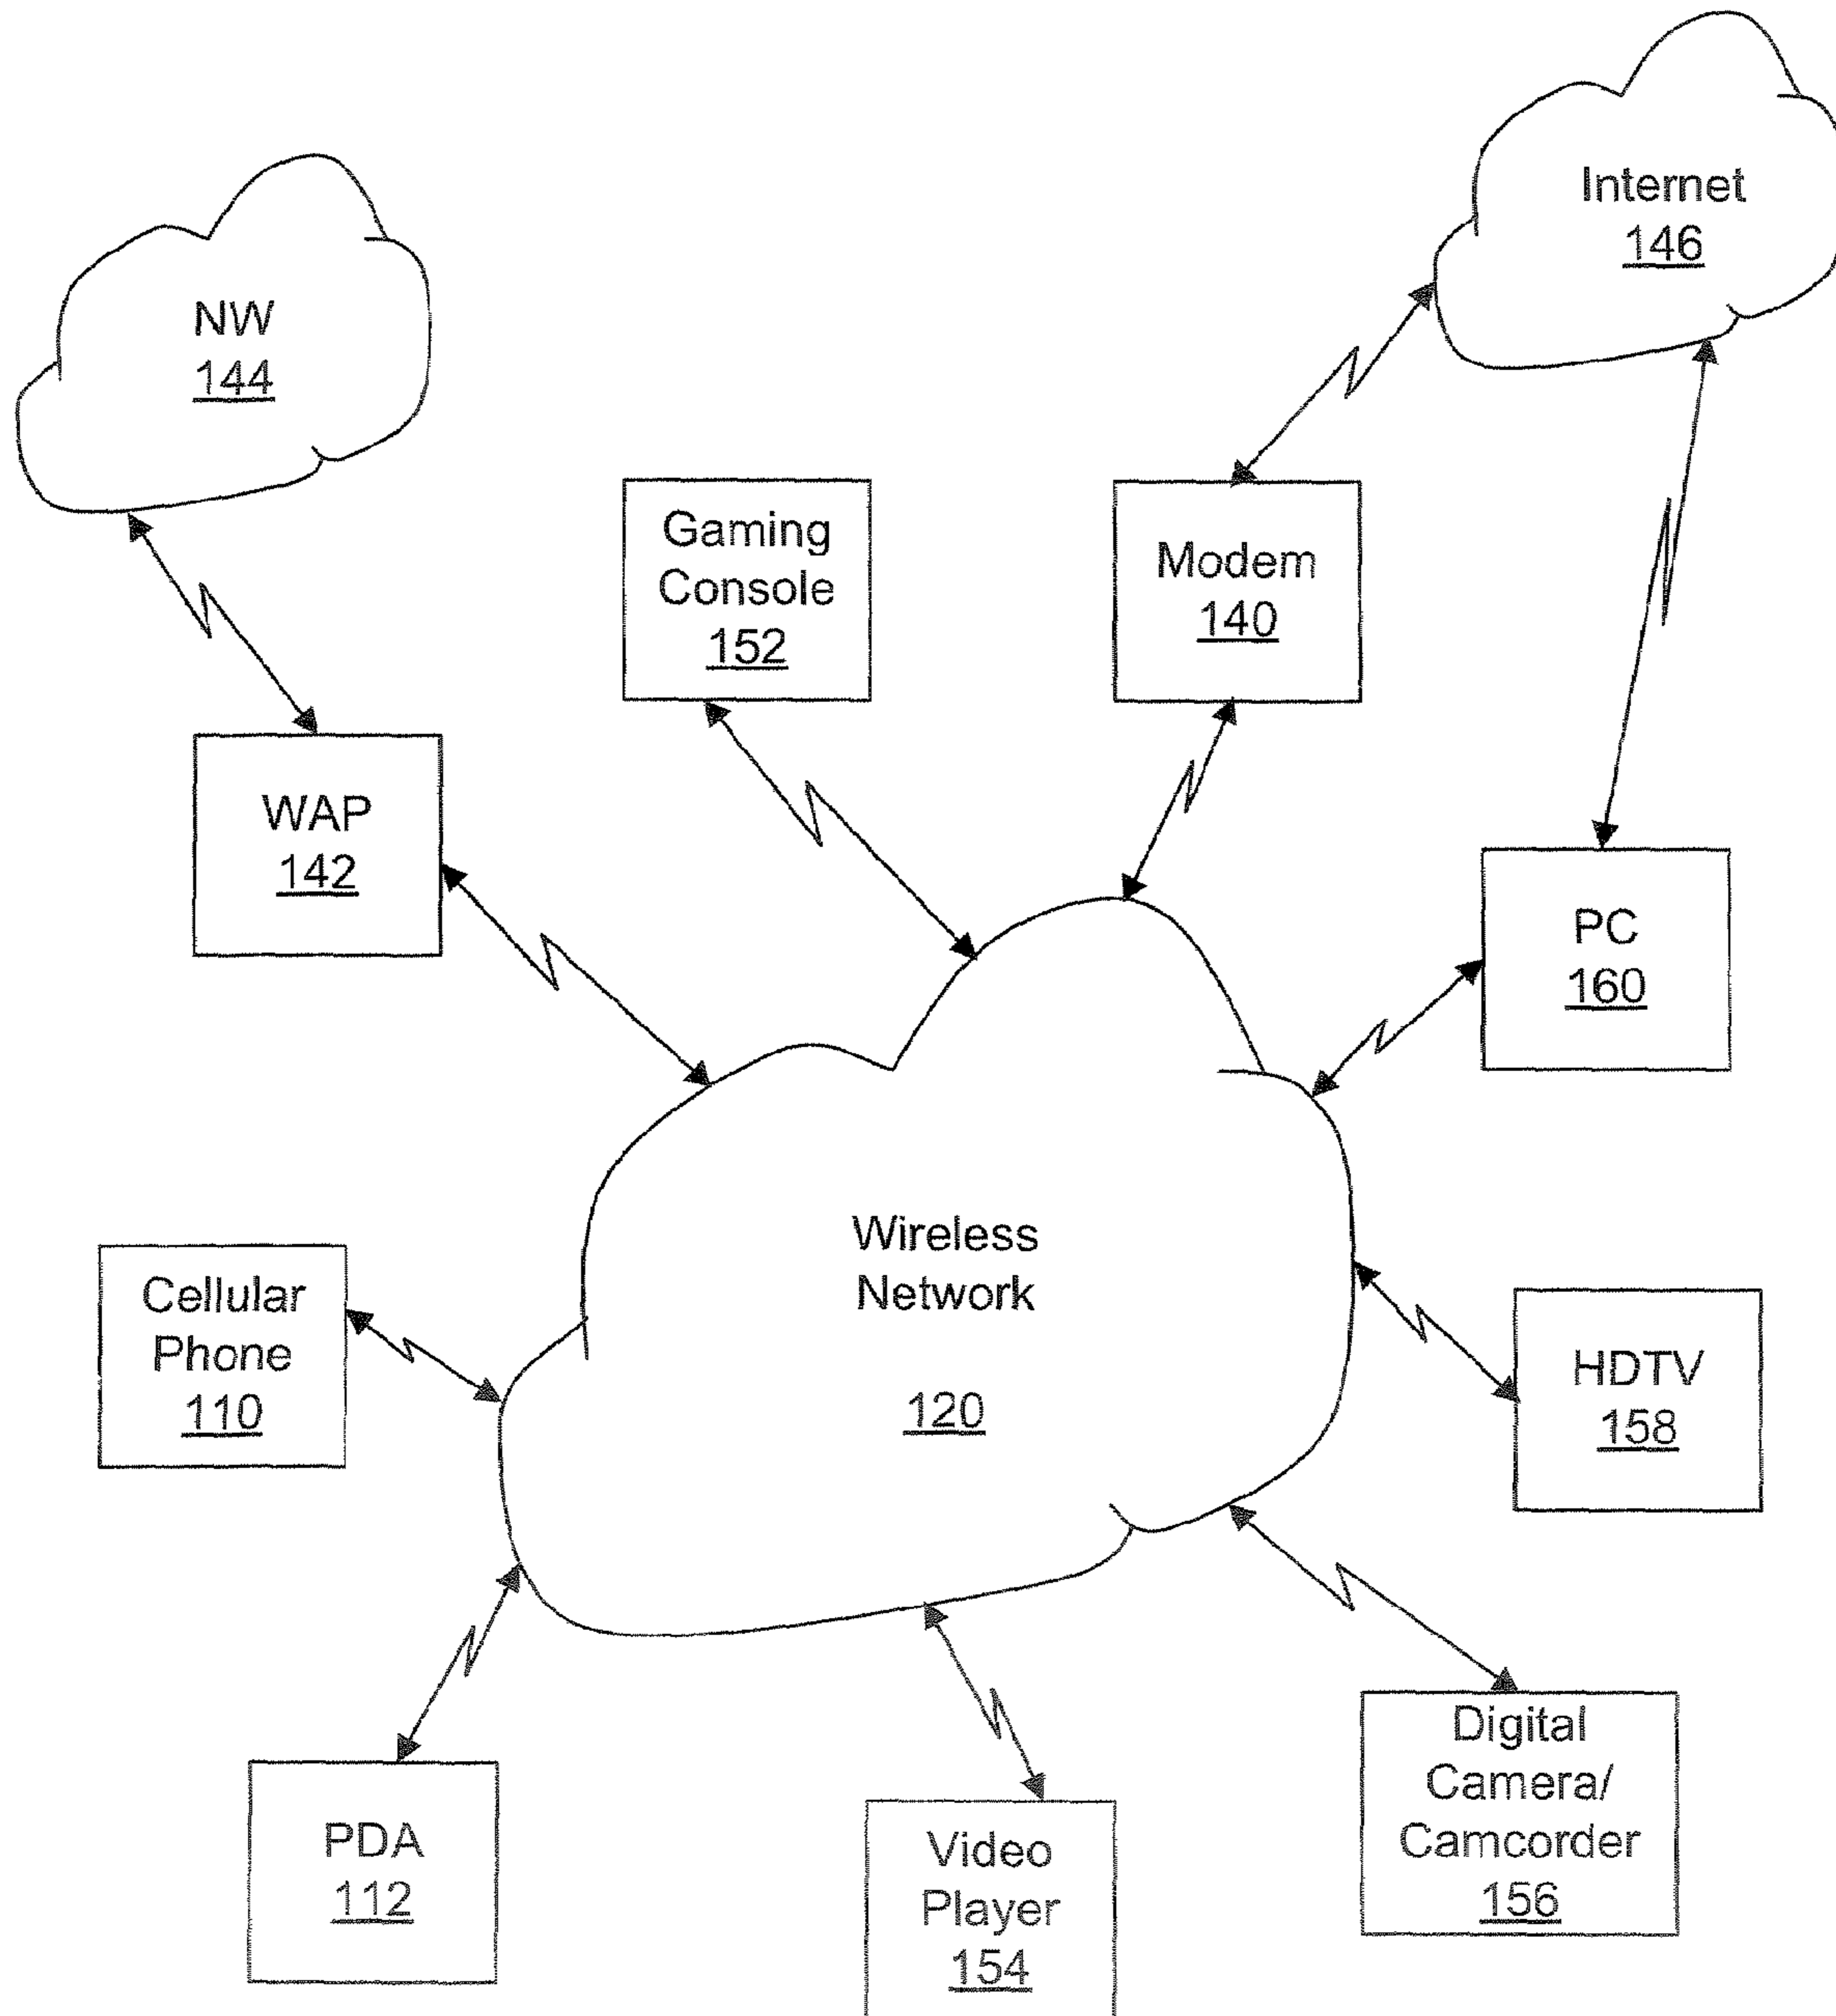 Internet
146
NW
144
Gaming
Console
152
Modem
140
WAP
142
PC
160
Wireless
Network
120
Cellular
Phone
110
HDTV
158
PDA
112
Video
Player
154
Digital
Camera/
Camcorder
156